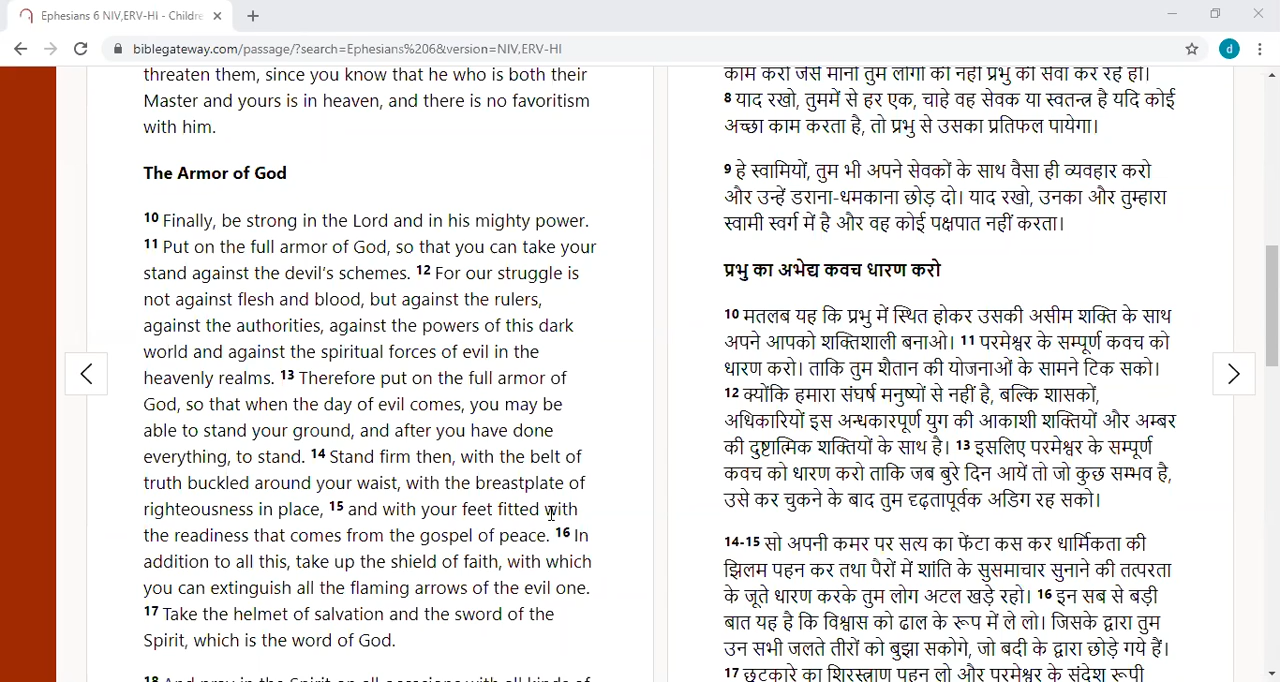 Ephesians 6 NIV,ERV-HI - Childre
biblegateway.com/passage/?search=Ephesians%206&version=NIV,ERV-HI
d
threaten them, since you know that he who is both their
Master and yours is in heaven, and there is no favoritism
with him.
The Armor of God
10 Finally, be strong in the Lord and in his mighty power.
11 Put on the full armor of God, so that you can take your
stand against the devil's schemes. 12 For our struggle is
not against flesh and blood, but against the rulers,
against the authorities, against the powers of this dark
world and against the spiritual forces of evil in the
heavenly realms. 13 Therefore put on the full armor of
God, so that when the day of evil comes, you may be
able to stand your ground, and after you have done
everything, to stand. 14 Stand firm then, with the belt of
truth buckled around your waist, with the breastplate of
righteousness in place, 15 and with your feet fitted with
the readiness that comes from the gospel of peace. 16 In
addition to all this, take up the shield of faith, with which
you can extinguish all the flaming arrows of the evil one.
17 Take the helmet of salvation and the sword of the
Spirit, which is the word of God.
18 And pray in the Spirit on all occasions with all kinds of
काम करो जैसे मानो तुम लोगों की नहीं प्रभु की सेवा कर रहे हो।
8 याद रखो, तुममें से हर एक, चाहे वह सेवक या स्वतन्त्र है यदि कोई
अच्छा काम करता है, तो प्रभु से उसका प्रतिफल पायेगा।
9 हे स्वामियों, तुम भी अपने सेवकों के साथ वैसा ही व्यवहार करो
और उन्हें डराना-धमकाना छोड़ दो। याद रखो, उनका और तुम्हारा
स्वामी स्वर्ग में है और वह कोई पक्षपात नहीं करता।
प्रभु का अभेद्य कवच धारण करो
10 मतलब यह कि प्रभु में स्थित होकर उसकी असीम शक्ति के साथ
अपने आपको शक्तिशाली बनाओ। 11 परमेश्वर के सम्पूर्ण कवच को
धारण करो। ताकि तुम शैतान की योजनाओं के सामने टिक सको।
12 क्योंकि हमारा संघर्ष मनुष्यों से नहीं है, बल्कि शासकों,
अधिकारियों इस अन्धकारपूर्ण युग की आकाशी शक्तियों और अम्बर
की दुष्टात्मिक शक्तियों के साथ है। 13 इसलिए परमेश्वर के सम्पूर्ण
कवच को धारण करो ताकि जब बुरे दिन आयें तो जो कुछ सम्भव है,
उसे कर चुकने के बाद तुम दृढ़तापूर्वक अडिग रह सको।
14-15 सो अपनी कमर पर सत्य का फेंटा कस कर धार्मिकता की
झिलम पहन कर तथा पैरों में शांति के सुसमाचार सुनाने की तत्परता
के जूते धारण करके तुम लोग अटल खड़े रहो। 16 इन सब से बड़ी
बात यह है कि विश्वास को ढाल के रूप में ले लो। जिसके द्वारा तुम
उन सभी जलते तीरों को बुझा सकोगे, जो बदी के द्वारा छोड़े गये हैं।
17 छुटकारे का शिरस्त्राण पहन लो और परमेश्वर के संदेश रूपी